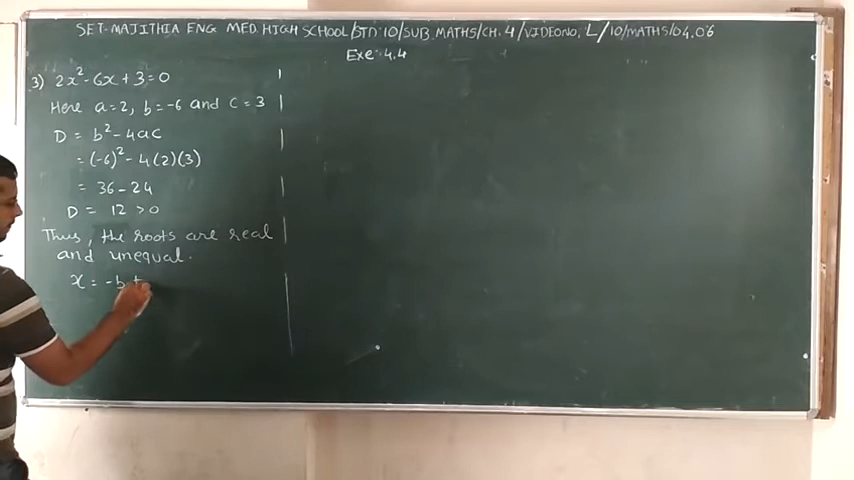 SET-MAJITHIA ENG MED. HIGH SCHOOL/STD 10/SUB. MATHS/CH. 4/VIDEO NO. L/10/MATHS/04.06
Exe 4.4
3) 2x² - 6x + 3 = 0
Here a = 2, b = -6 and c = 3
D = b² - 4ac
= (-6)² - 4(2)(3)
= 36 - 24
D = 12 > 0
Thus, the roots are real
and unequal.
x = -b ±